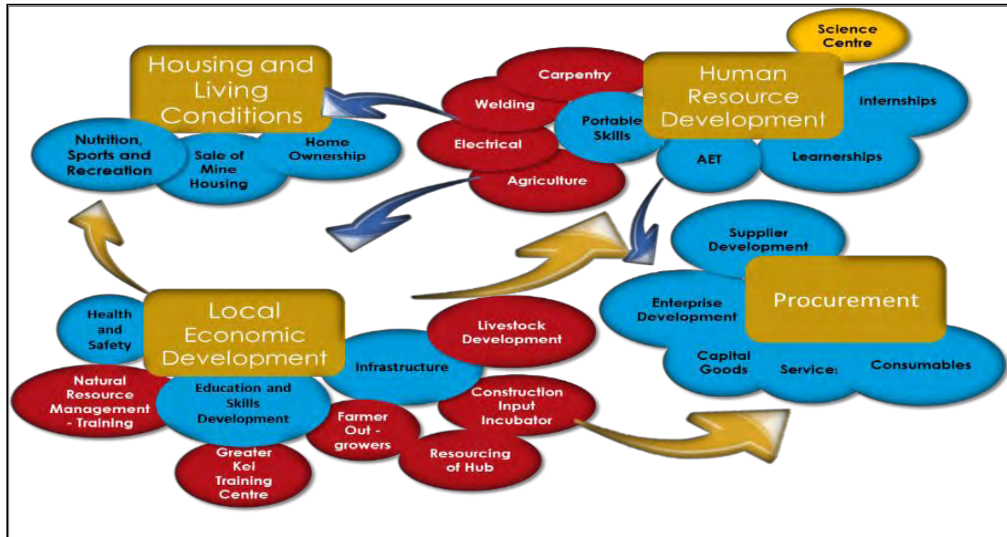 Science
Centre
Housing and
Living
Conditions
Nutrition,
Sports and
Recreation
Sale of
Mine
Housing
Home
Ownership
Carpentry
Welding
Electrical
Agriculture
Portable
Skills
Human
Resource
Development
AET
Internships
Learnerships
Supplier
Development
Enterprise
Development
Procurement
Capital
Goods
Services
Consumables
Local
Economic
Development
Health
and
Safety
Natural
Resource
Management
- Training
Education and
Skills
Development
Greater
Kei
Training
Centre
Infrastructure
Farmer
Out -
growers
Livestock
Development
Construction
Input
Incubator
Resourcing
of Hub